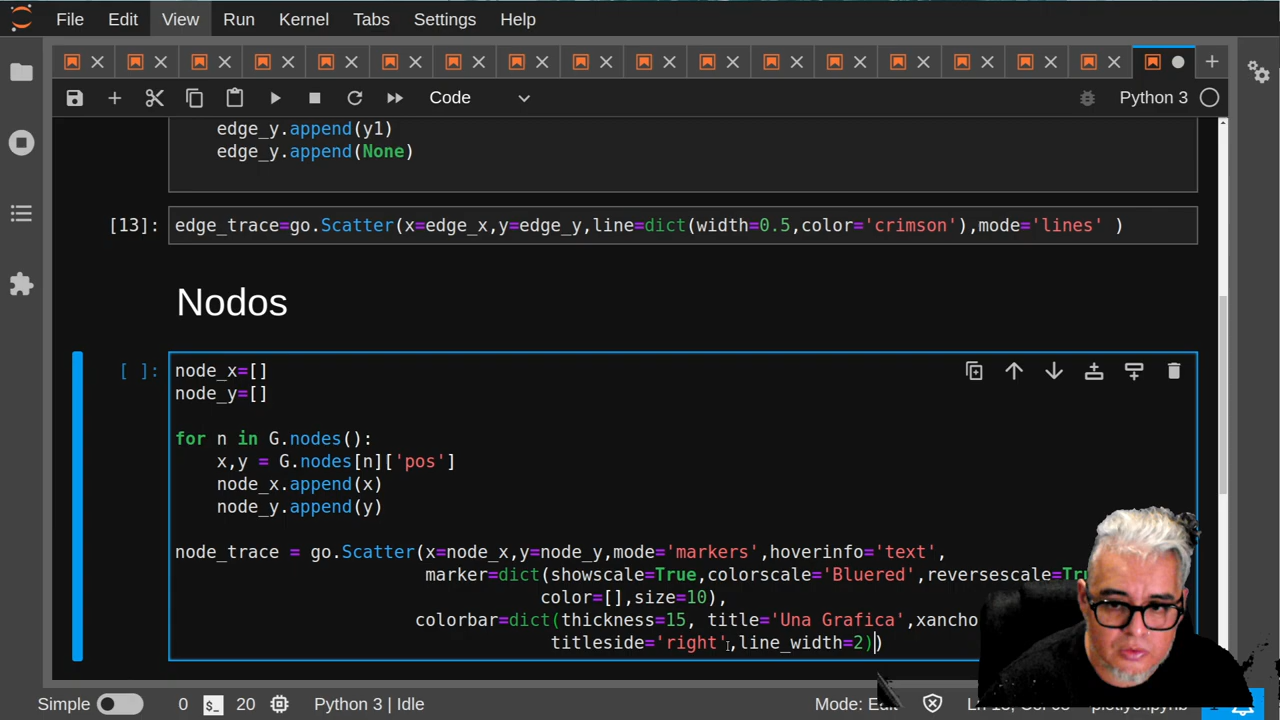 File Edit View Run Kernel Tabs Settings Help
Code
Python 3
edge_y.append(y1)
edge_y.append(None)
[13]: edge_trace=go.Scatter(x=edge_x,y=edge_y,line=dict(width=0.5,color='crimson'),mode='lines' )
Nodos
[ ]: node_x=[]
node_y=[]
for n in G.nodes():
x,y = G.nodes[n]['pos']
node_x.append(x)
node_y.append(y)
node_trace = go.Scatter(x=node_x,y=node_y,mode='markers',hoverinfo='text',
marker=dict(showscale=True,colorscale='Bluered',reversescale=
color=[],size=10),
colorbar=dict(thickness=15, title='Una Grafica',
titleside='right',line_width=2))
Simple 0 20 Python 3 | Idle Mode: